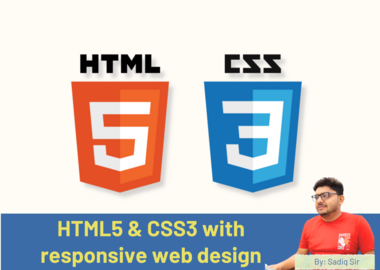 HTML CSS
5 3
HTML5 & CSS3 with
responsive web design
By: Sadiq Sir